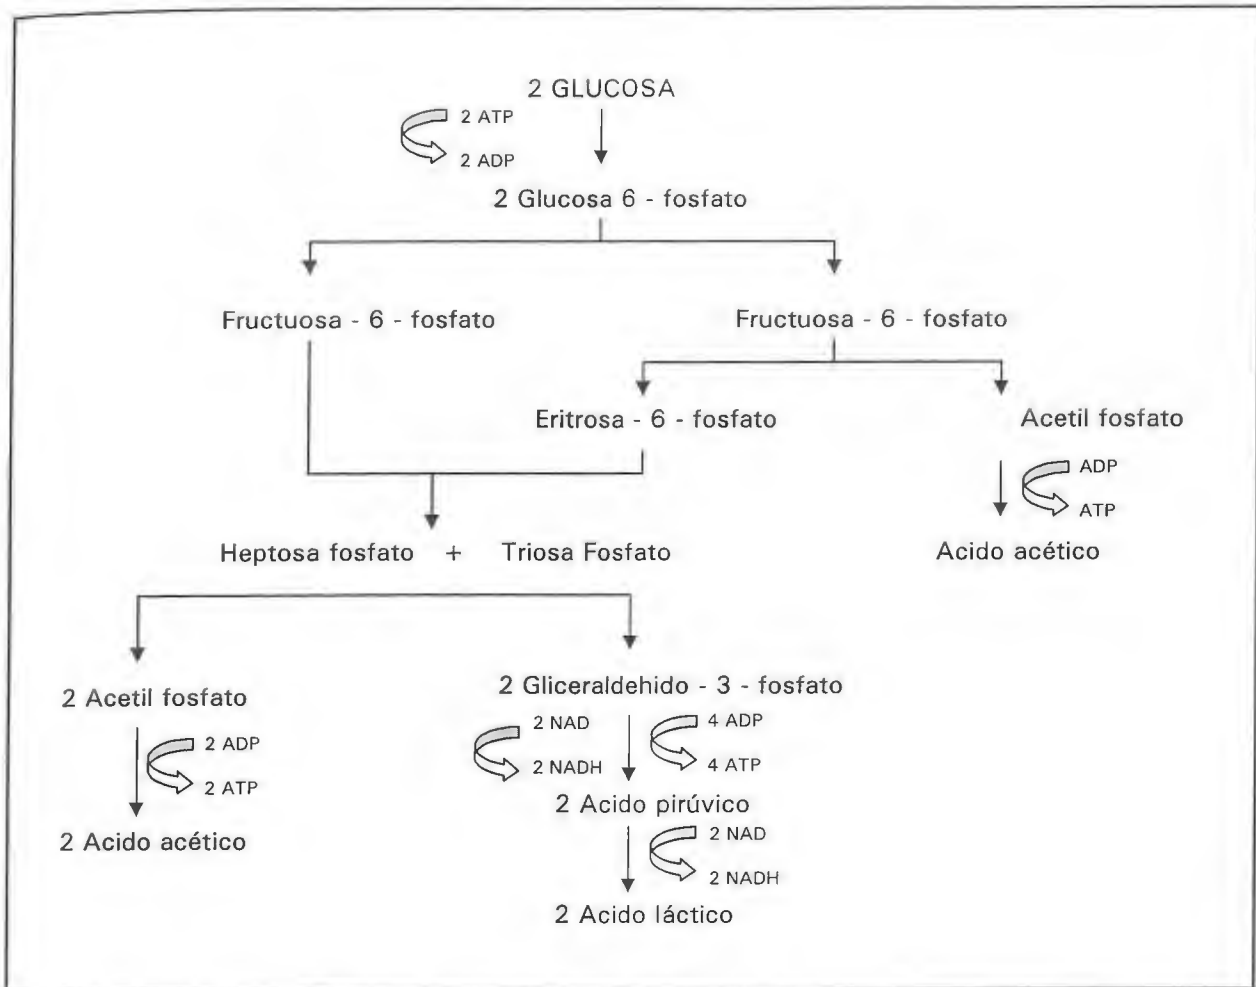 2 GLUCOSA
2 ATP
2 ADP
2 Glucosa 6 - fosfato
Fructuosa - 6 - fosfato
Fructuosa - 6 - fosfato
Eritrosa - 6 - fosfato
Acetil fosfato
ADP
ATP
Heptosa fosfato + Triosa Fosfato
Acido acético
2 Acetil fosfato
2 Gliceraldehido - 3 - fosfato
2 NAD
4 ADP
2 ADP
2 NADH
4 ATP
2 ATP
2 Acido pirúvico
2 Acido acético
2 NAD
2 NADH
2 Acido láctico